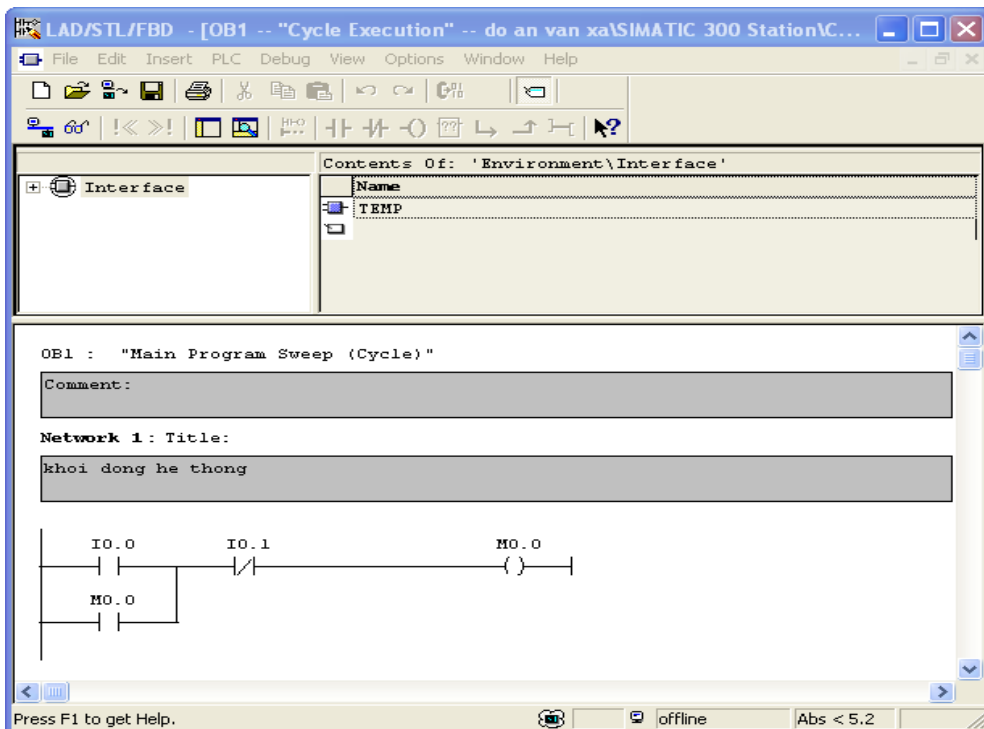 LAD/STL/FBD - [OB1 -- "Cycle Execution" -- do an van xa\SIMATIC 300 Station\C...
File Edit Insert PLC Debug View Options Window Help
Contents Of: 'Environment\Interface'
Interface
Name
TEMP
OB1 : "Main Program Sweep (Cycle)"
Comment:
Network 1: Title:
khoi dong he thong
I0.0 I0.1 M0.0
M0.0
Press F1 to get Help.
offline
Abs < 5.2